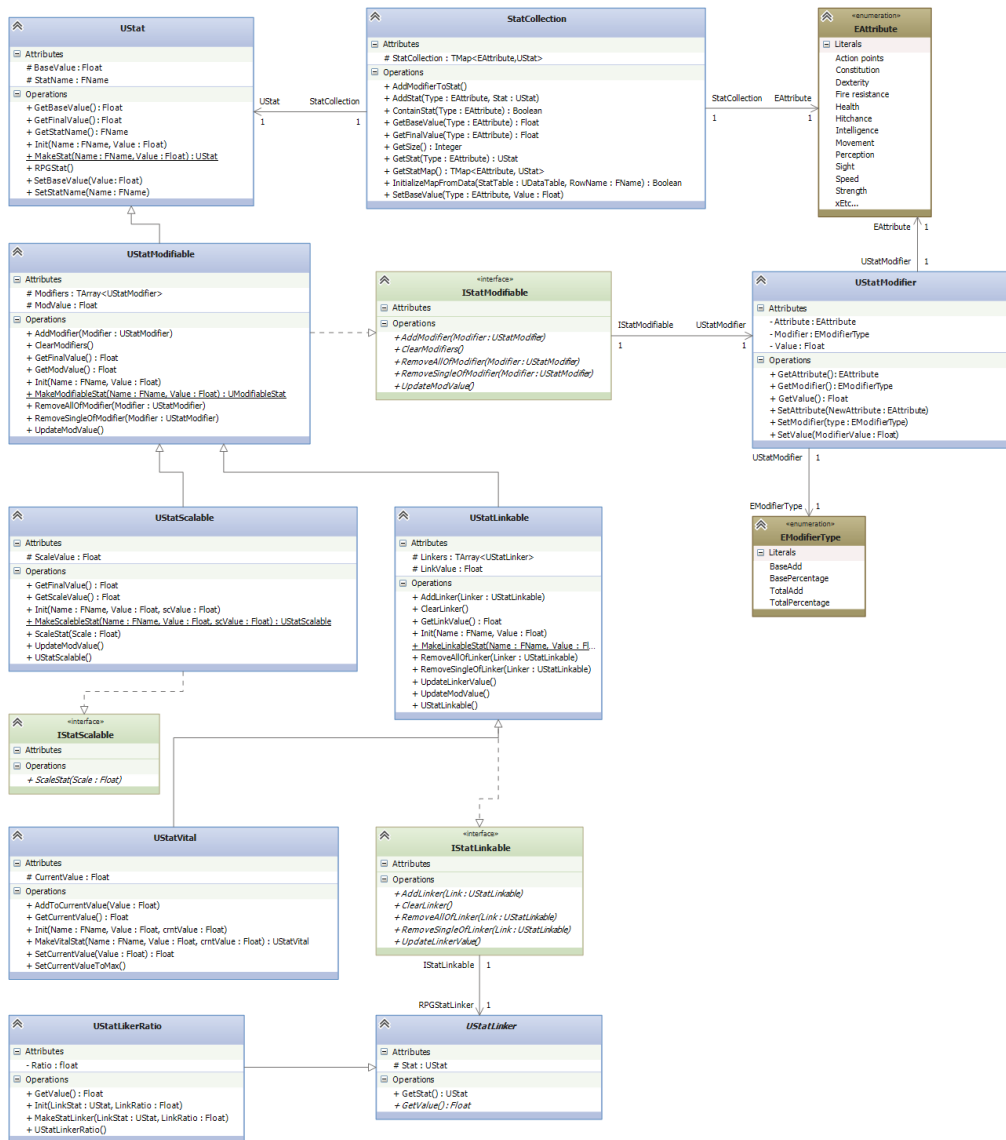 UStat
Attributes
# BaseValue : Float
# StatName : FName
Operations
+ GetBaseValue() : Float
+ GetFinalValue() : Float
+ GetStatName() : FName
+ Init(Name : FName, Value : Float)
+ MakeStat(Name : FName, Value : Float) : UStat
+ RPGStat()
+ SetBaseValue(Value: Float)
+ SetStatName(Name : FName)
UStat
StatCollection
1
1
StatCollection
Attributes
# StatCollection : TMap<EAttribute,UStat>
Operations
+ AddModifierToStat()
+ AddStat(Type : EAttribute, Stat : UStat)
+ ContainStat(Type : EAttribute) : Boolean
+ GetBaseValue(Type : EAttribute) : Float
+ GetFinalValue(Type : EAttribute) : Float
+ GetSize() : Integer
+ GetStat(Type : EAttribute) : UStat
+ GetStatMap() : TMap<EAttribute, UStat>
+ InitializeMapFromData(StatTable : UDataTable, RowName : FName) : Boolean
+ SetBaseValue(Type : EAttribute, Value : Float)
StatCollection
EAttribute
1
1
«enumeration»
EAttribute
Literals
Action points
Constitution
Dexterity
Fire resistance
Health
Hitchance
Intelligence
Movement
Perception
Sight
Speed
Strength
xEtc...
EAttribute
1
UStatModifier
1
UStatModifiable
Attributes
# Modifiers : TArray<UStatModifier>
# ModValue : Float
Operations
+ AddModifier(Modifier : UStatModifier)
+ ClearModifiers()
+ GetFinalValue() : Float
+ GetModValue() : Float
+ Init(Name : FName, Value : Float)
+ MakeModifiableStat(Name : FName, Value : Float) : UModifiableStat
+ RemoveAllOfModifier(Modifier : UStatModifier)
+ RemoveSingleOfModifier(Modifier : UStatModifier)
+ UpdateModValue()
«interface»
IStatModifiable
Attributes
Operations
+ AddModifier(Modifier : UStatModifier)
+ ClearModifiers()
+ RemoveAllOfModifier(Modifier : UStatModifier)
+ RemoveSingleOfModifier(Modifier : UStatModifier)
+ UpdateModValue()
IStatModifiable
UStatModifier
1
1
UStatModifier
Attributes
- Attribute : EAttribute
- Modifier : EModifierType
- Value : Float
Operations
+ GetAttribute() : EAttribute
+ GetModifier() : EModifierType
+ GetValue() : Float
+ SetAttribute(NewAttribute : EAttribute)
+ SetModifier(type : EModifierType)
+ SetValue(ModifierValue : Float)
UStatModifier
1
EModifierType
1
«enumeration»
EModifierType
Literals
BaseAdd
BasePercentage
TotalAdd
TotalPercentage
UStatScalable
Attributes
# ScaleValue : Float
Operations
+ GetFinalValue() : Float
+ GetScaleValue() : Float
+ Init(Name : FName, Value : Float, scValue : Float)
+ MakeScalebleStat(Name : FName, Value : Float, scValue : Float) : UStatScalable
+ ScaleStat(Scale : Float)
+ UpdateModValue()
+ UStatScalable()
UStatLinkable
Attributes
# Linkers : TArray<UStatLinker>
# LinkValue : Float
Operations
+ AddLinker(Linker : UStatLinkable)
+ ClearLinker()
+ GetLinkValue() : Float
+ Init(Name : FName, Value : Float)
+ MakeLinkableStat(Name : FName, Value : Fl...
+ RemoveAllOfLinker(Linker : UStatLinkable)
+ RemoveSingleOfLinker(Linker : UStatLinkable)
+ UpdateLinkerValue()
+ UpdateModValue()
+ UStatLinkable()
«interface»
IStatScalable
Attributes
Operations
+ ScaleStat(Scale : Float)
UStatVital
Attributes
# CurrentValue : Float
Operations
+ AddToCurrentValue(Value : Float)
+ GetCurrentValue() : Float
+ Init(Name : FName, Value : Float, crntValue : Float)
+ MakeVitalStat(Name : FName, Value : Float, crntValue : Float) : UStatVital
+ SetCurrentValue(Value : Float) : Float
+ SetCurrentValueToMax()
«interface»
IStatLinkable
Attributes
Operations
+ AddLinker(Link : UStatLinkable)
+ ClearLinker()
+ RemoveAllOfLinker(Link : UStatLinkable)
+ RemoveSingleOfLinker(Link : UStatLinkable)
+ UpdateLinkerValue()
IStatLinkable
1
RPGStatLinker
1
UStatLikerRatio
Attributes
- Ratio : float
Operations
+ GetValue() : Float
+ Init(LinkStat : UStat, LinkRatio : Float)
+ MakeStatLinker(LinkStat : UStat, LinkRatio : Float)
+ UStatLinkerRatio()
UStatLinker
Attributes
# Stat : UStat
Operations
+ GetStat() : UStat
+ GetValue() : Float